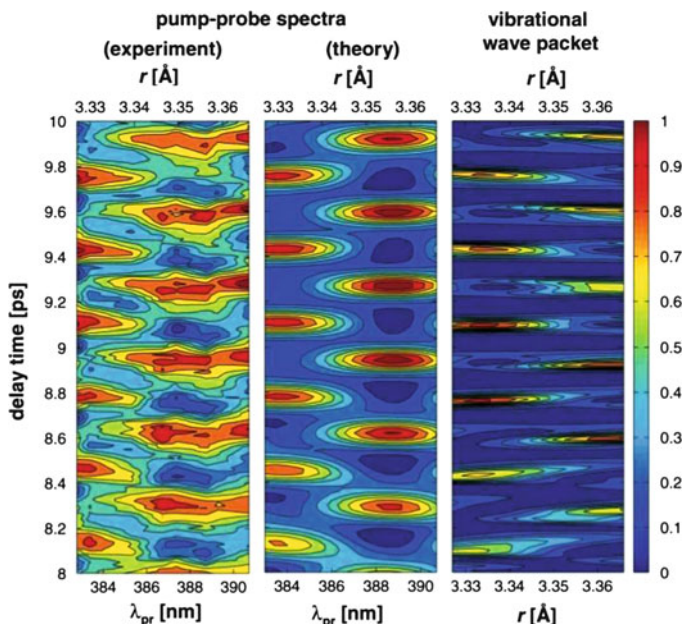 pump-probe spectra
(experiment) (theory)
vibrational
wave packet
r [Å] r [Å] r [Å]
3.33 3.34 3.35 3.36 3.33 3.34 3.35 3.36 3.33 3.34 3.35 3.36
delay time [ps]
10
9.8
9.6
9.4
9.2
9
8.8
8.6
8.4
8.2
8
1
0.9
0.8
0.7
0.6
0.5
0.4
0.3
0.2
0.1
0
384 386 388 390 384 386 388 390 3.33 3.34 3.35 3.36
λpr [nm] λpr [nm] r [Å]